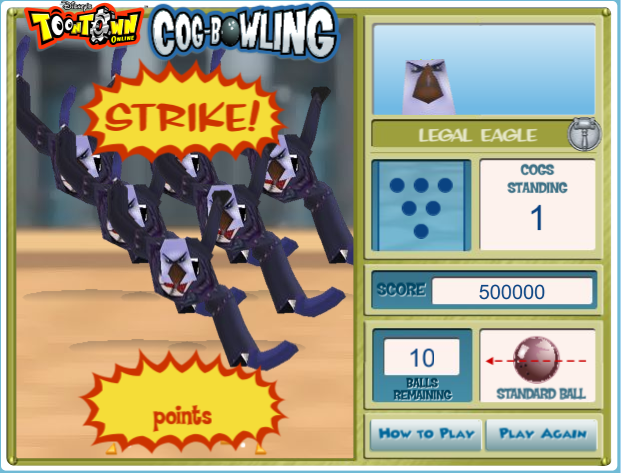 Disney's
TOONTOWN
ONLINE
COG-BOWLING
STRIKE!
LEGAL EAGLE
COGS
STANDING
1
SCORE 500000
10
BALLS
REMAINING
STANDARD BALL
points
HOW TO PLAY
PLAY AGAIN